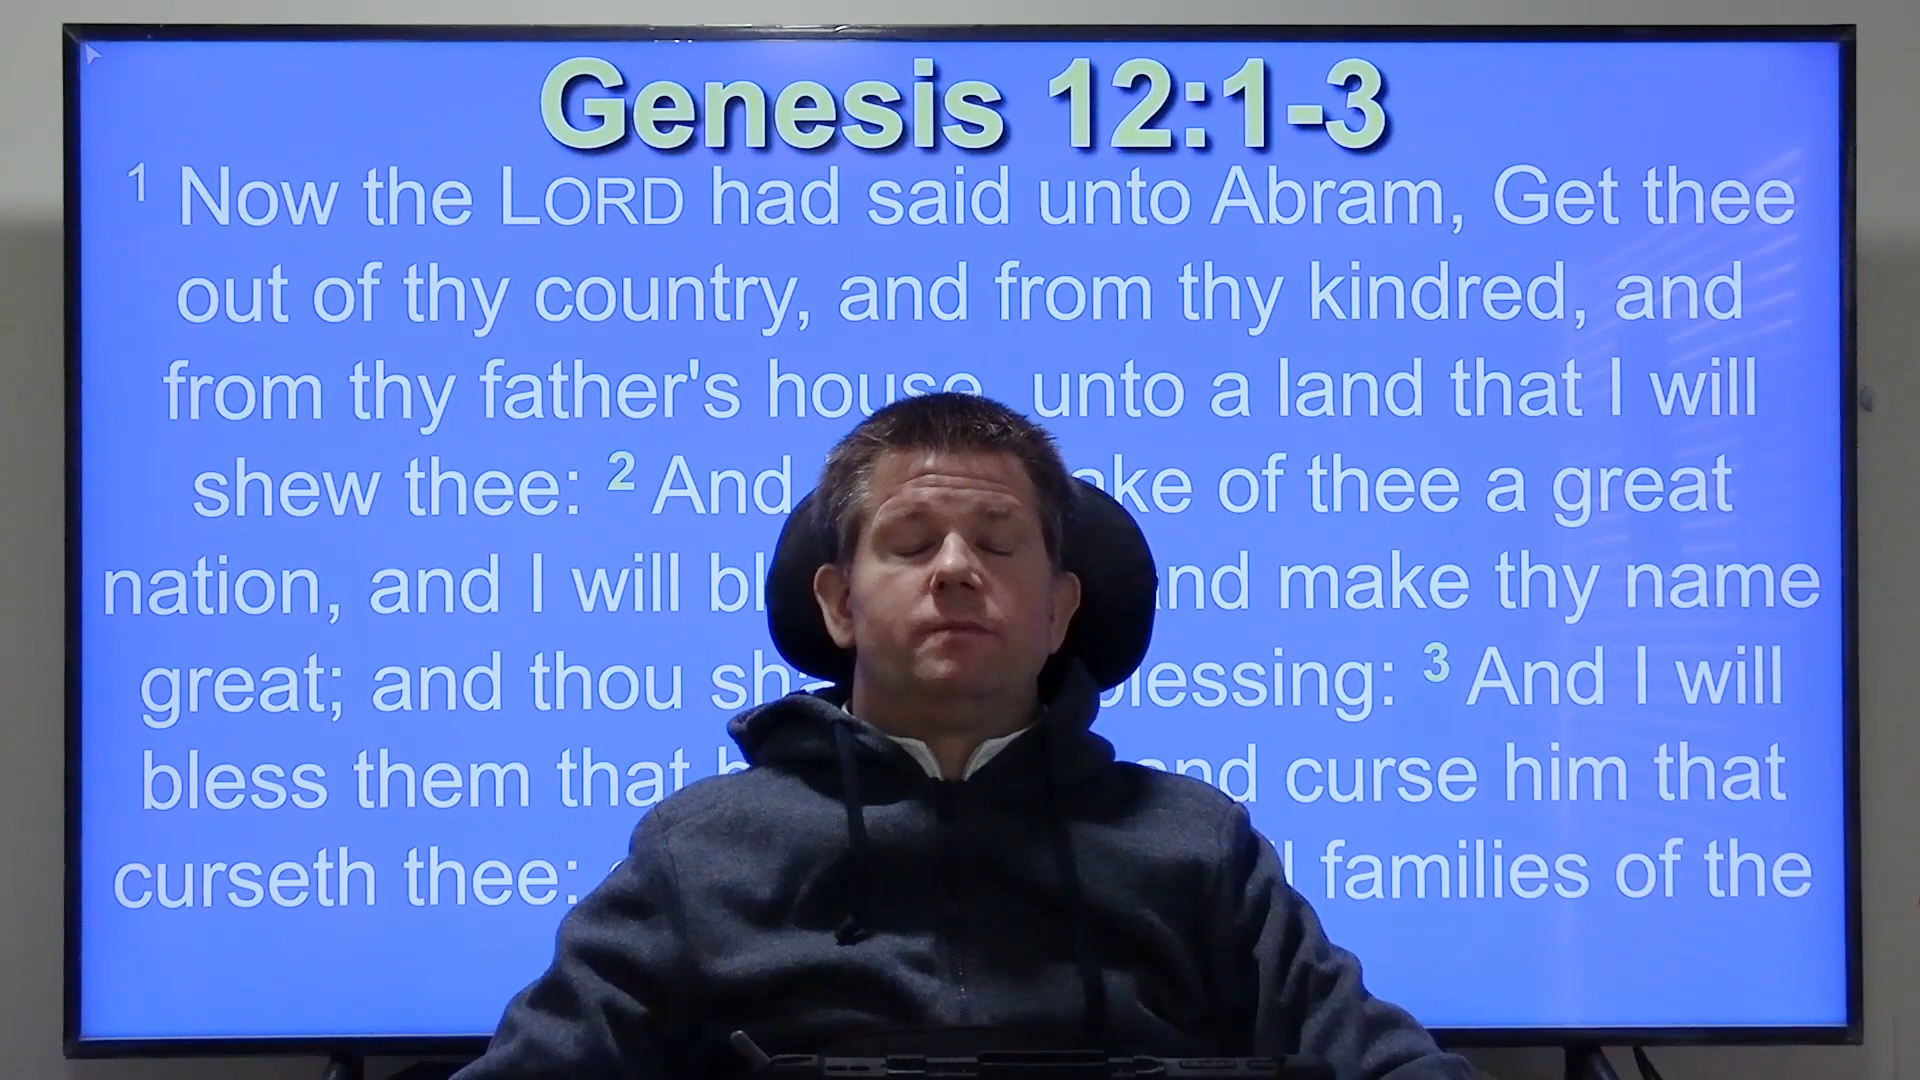 Genesis 12:1-3
1 Now the LORD had said unto Abram, Get thee
out of thy country, and from thy kindred, and
from thy father's house, unto a land that I will
shew thee: 2 And of thee a great
nation, and I will and make thy name
great; and thou blessing: 3 And I will
bless them that and curse him that
curseth thee: families of the